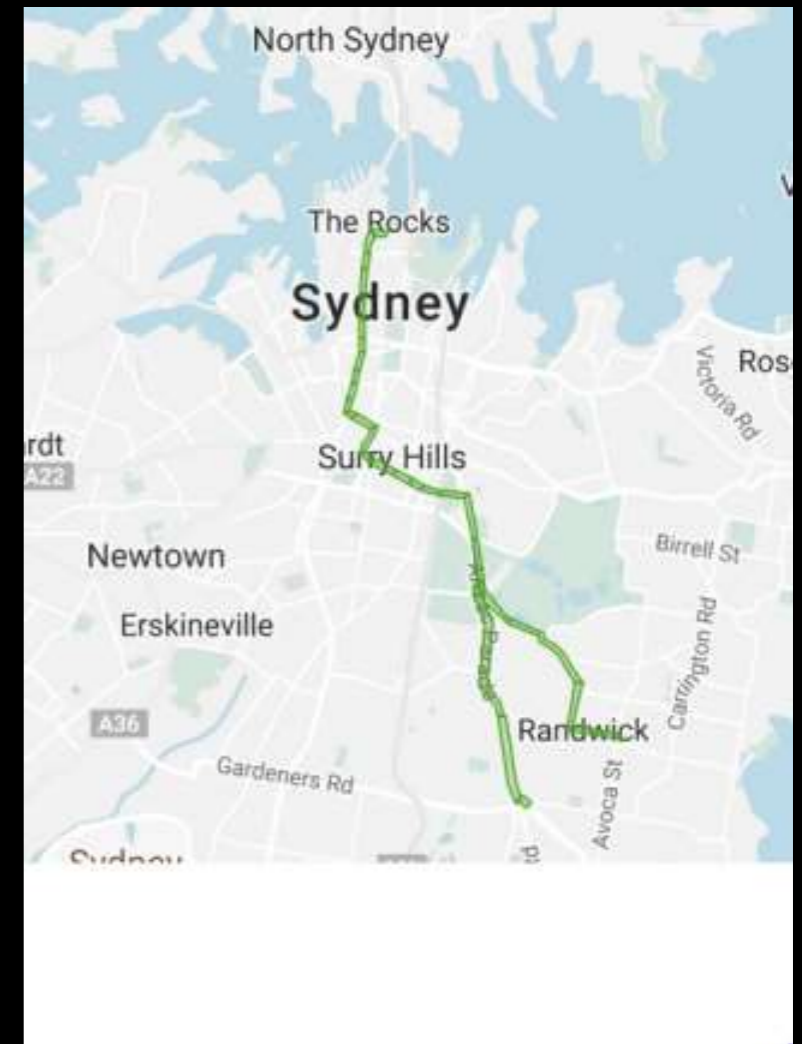 North Sydney
The Rocks
Sydney
Ros
Victoria Rd
rdt
A22
Surry Hills
Birrell St
Newtown
Erskineville
Carrington Rd
Randwick
A36
Gardeners Rd
Avoca St
Sydney